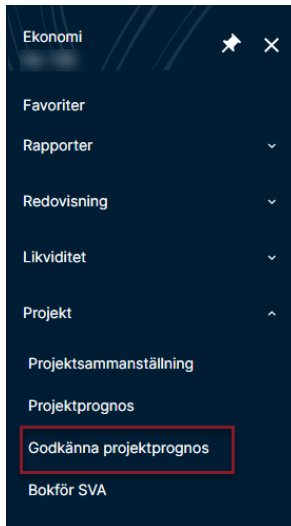 Ekonomi
Favoriter
Rapporter
Redovisning
Likviditet
Projekt
Projektsammanställning
Projektprognos
Godkänna projektprognos
Bokför SVA